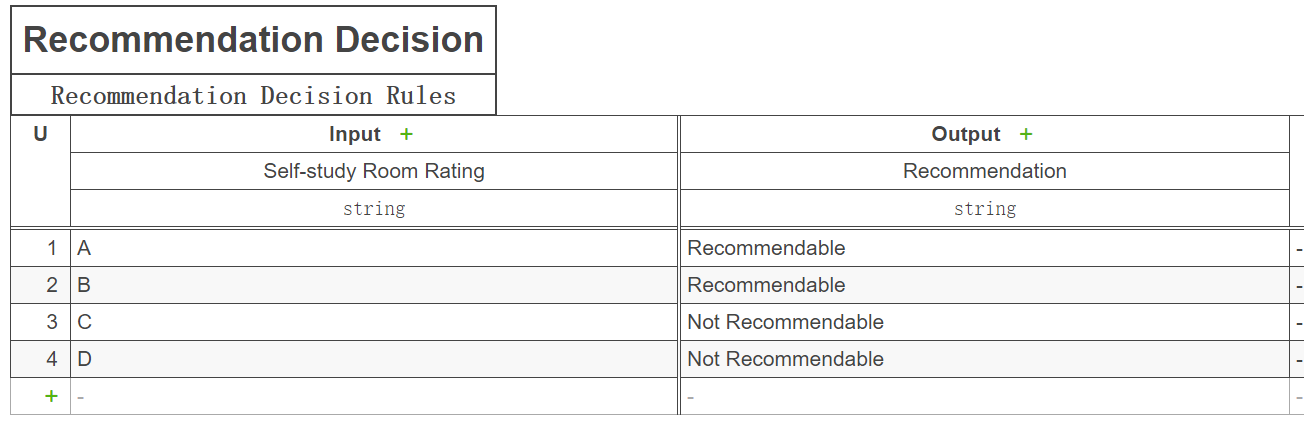 Recommendation Decision
Recommendation Decision Rules
U Input + Output +
Self-study Room Rating Recommendation
string string
1 A Recommendable -
2 B Recommendable -
3 C Not Recommendable -
4 D Not Recommendable -
+ - - -